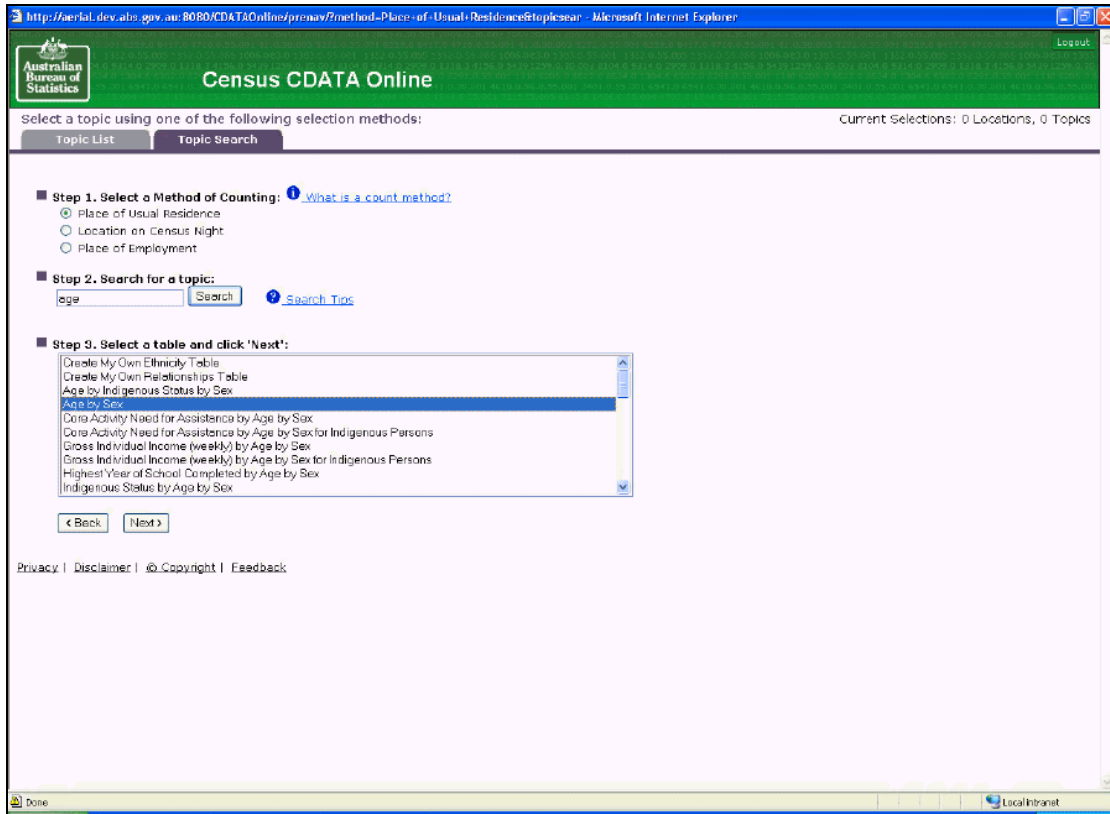 http://aerial.dev.abs.gov.au:8080/CDATAOnline/prenav/?method=Place+of+Usual+Residence&topicsear - Microsoft Internet Explorer
Logout
Australian
Bureau of
Statistics
Census CDATA Online
Select a topic using one of the following selection methods:
Current Selections: 0 Locations, 0 Topics
Topic List
Topic Search
Step 1. Select a Method of Counting: What is a count method?
Place of Usual Residence
Location on Census Night
Place of Employment
Step 2. Search for a topic:
age
Search
Search Tips
Step 3. Select a table and click 'Next':
Create My Own Ethnicity Table
Create My Own Relationships Table
Age by Indigenous Status by Sex
Age by Sex
Core Activity Need for Assistance by Age by Sex
Core Activity Need for Assistance by Age by Sex for Indigenous Persons
Gross Individual Income (weekly) by Age by Sex
Gross Individual Income (weekly) by Age by Sex for Indigenous Persons
Highest Year of School Completed by Age by Sex
Indigenous Status by Age by Sex
< Back
Next >
Privacy | Disclaimer | © Copyright | Feedback
Done
Local intranet